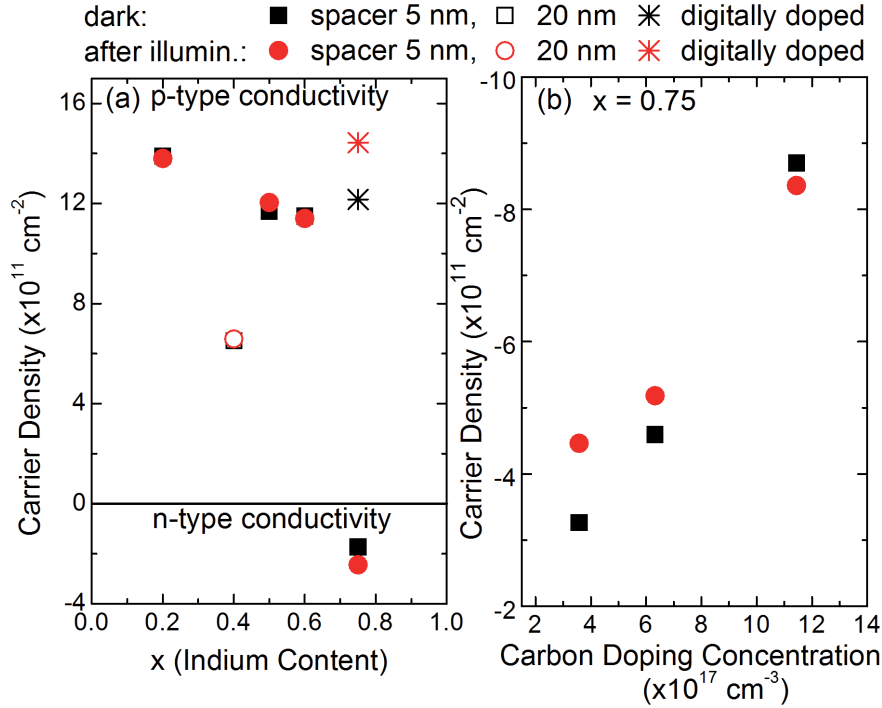 dark: spacer 5 nm, 20 nm digitally doped
after illumin.: spacer 5 nm, 20 nm digitally doped
(a) p-type conductivity
16
12
8
4
0
-4
Carrier Density (x10^11 cm^-2)
n-type conductivity
0.0 0.2 0.4 0.6 0.8 1.0
x (Indium Content)
(b) x = 0.75
-10
-8
-6
-4
-2
Carrier Density (x10^11 cm^-2)
2 4 6 8 10 12 14
Carbon Doping Concentration
(x10^17 cm^-3)